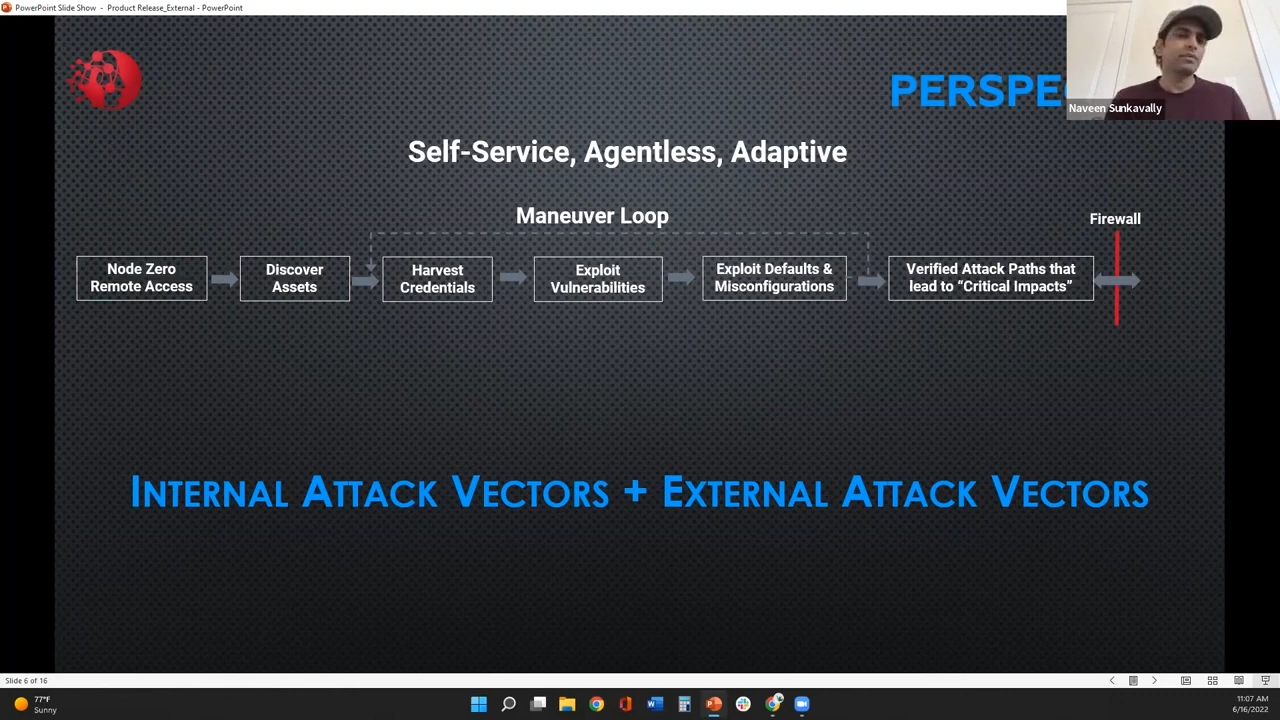 PowerPoint Slide Show - Product Release_External - PowerPoint
PERSPE
Naveen Sunkavally
Self-Service, Agentless, Adaptive
Maneuver Loop
Firewall
Node Zero
Remote Access
Discover
Assets
Harvest
Credentials
Exploit
Vulnerabilities
Exploit Defaults &
Misconfigurations
Verified Attack Paths that
lead to “Critical Impacts”
INTERNAL ATTACK VECTORS + EXTERNAL ATTACK VECTORS
Slide 6 of 16
77°F
Sunny
11:07 AM
6/16/2022